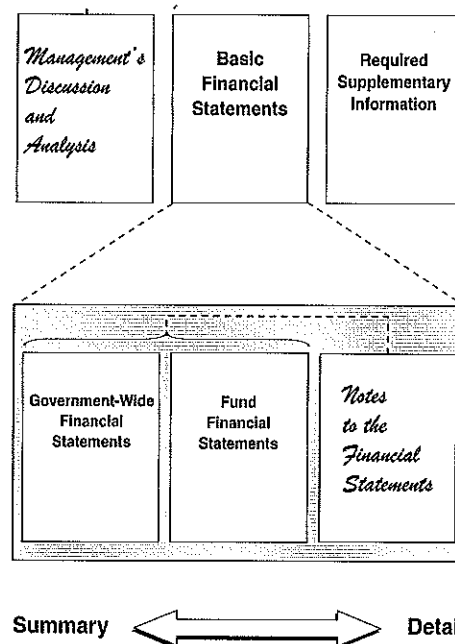 Management's
Discussion
and
Analysis
Basic
Financial
Statements
Required
Supplementary
Information
Government-Wide
Financial
Statements
Fund
Financial
Statements
Notes
to the
Financial
Statements
Summary
Detai